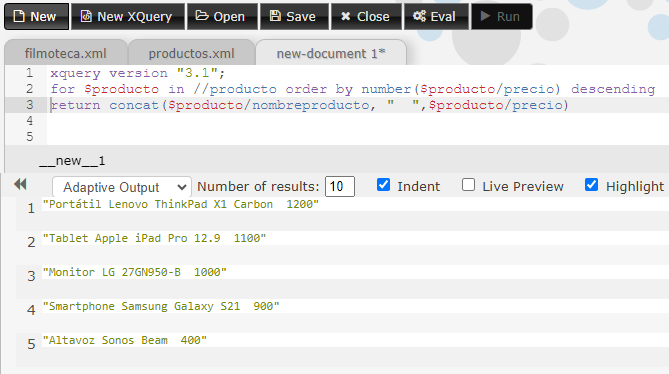 New New XQuery Open Save Close Eval Run
filmoteca.xml productos.xml new-document 1*
1 xquery version "3.1";
2 for $producto in //producto order by number($producto/precio) descending
3 return concat($producto/nombreproducto, "  ",$producto/precio)
4
5
__new__1
Adaptive Output Number of results: 10 Indent Live Preview Highlight
1 "Portátil Lenovo ThinkPad X1 Carbon  1200"
2 "Tablet Apple iPad Pro 12.9  1100"
3 "Monitor LG 27GN950-B  1000"
4 "Smartphone Samsung Galaxy S21  900"
5 "Altavoz Sonos Beam  400"